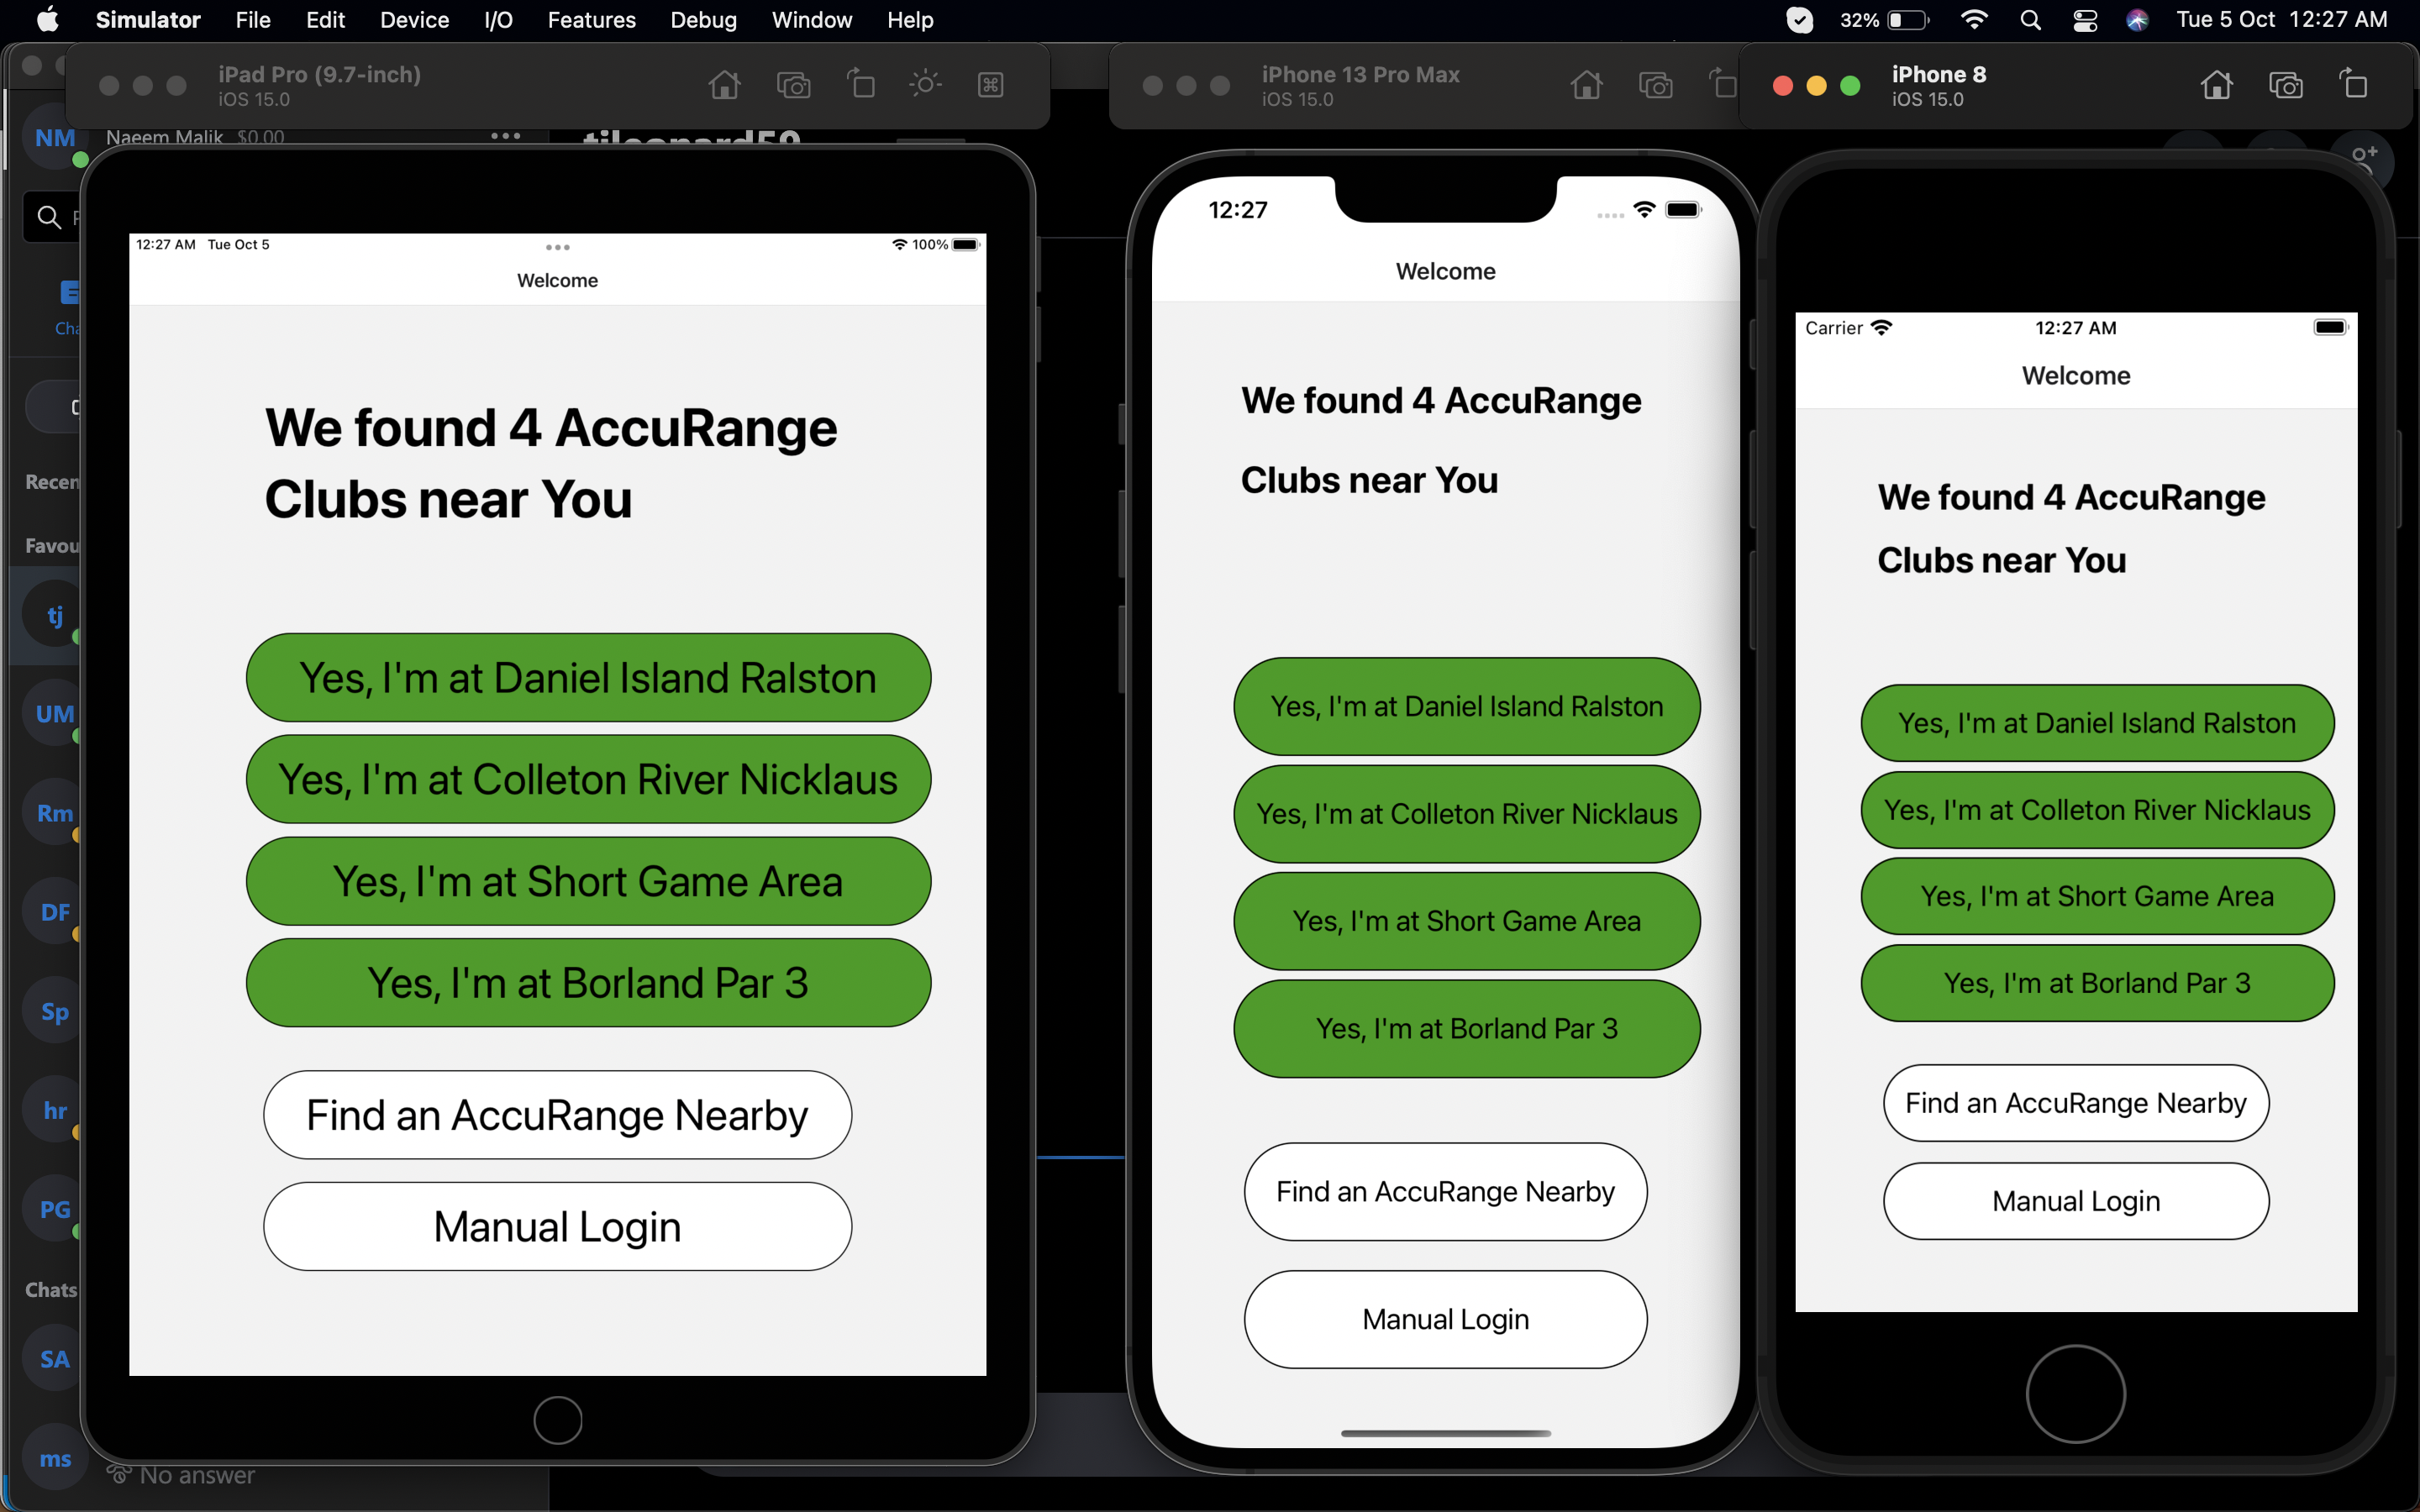 Simulator File Edit Device I/O Features Debug Window Help 32% Tue 5 Oct 12:27 AM
iPad Pro (9.7-inch)
iOS 15.0
iPhone 13 Pro Max
iOS 15.0
iPhone 8
iOS 15.0
NM Naeem Malik $0.00
Recen
Favou
tj
UM
Rm
DF
Sp
hr
PG
Chats
SA
ms
No answer
12:27 AM Tue Oct 5 100%
Welcome
We found 4 AccuRange
Clubs near You
Yes, I'm at Daniel Island Ralston
Yes, I'm at Colleton River Nicklaus
Yes, I'm at Short Game Area
Yes, I'm at Borland Par 3
Find an AccuRange Nearby
Manual Login
12:27
Welcome
We found 4 AccuRange
Clubs near You
Yes, I'm at Daniel Island Ralston
Yes, I'm at Colleton River Nicklaus
Yes, I'm at Short Game Area
Yes, I'm at Borland Par 3
Find an AccuRange Nearby
Manual Login
Carrier 12:27 AM
Welcome
We found 4 AccuRange
Clubs near You
Yes, I'm at Daniel Island Ralston
Yes, I'm at Colleton River Nicklaus
Yes, I'm at Short Game Area
Yes, I'm at Borland Par 3
Find an AccuRange Nearby
Manual Login